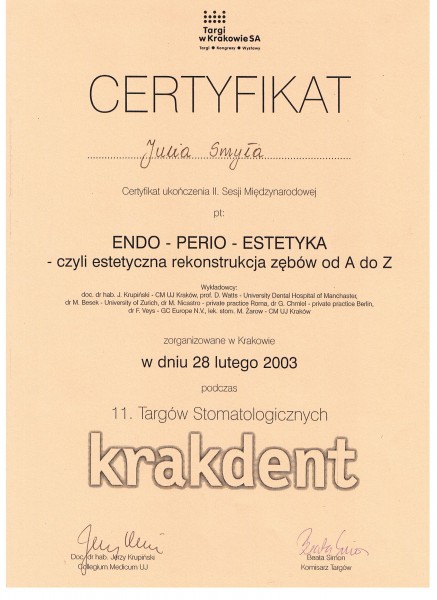 Targi
w Krakowie SA
Targi • Kongresy • Wystawy
CERTYFIKAT
Julia Smyła
Certyfikat ukończenia II. Sesji Międzynarodowej
pt:
ENDO - PERIO - ESTETYKA
- czyli estetyczna rekonstrukcja zębów od A do Z
Wykładowcy:
doc. dr hab. J. Krupiński - CM UJ Kraków, prof. D. Watts - University Dental Hospital of Manchaster,
dr M. Besek - University of Zurich, dr M. Nicastro - private practice Roma, dr G. Chmiel - private practice Berlin,
dr F. Vays - GC Europe N.V., lek. stom. M. Żarow - CM UJ Kraków
zorganizowane w Krakowie
w dniu 28 lutego 2003
podczas
11. Targów Stomatologicznych
krakdent
Doc. dr hab. Jerzy Krupiński
Collegium Medicum UJ
Beata Simon
Beata Simon
Komisarz Targów